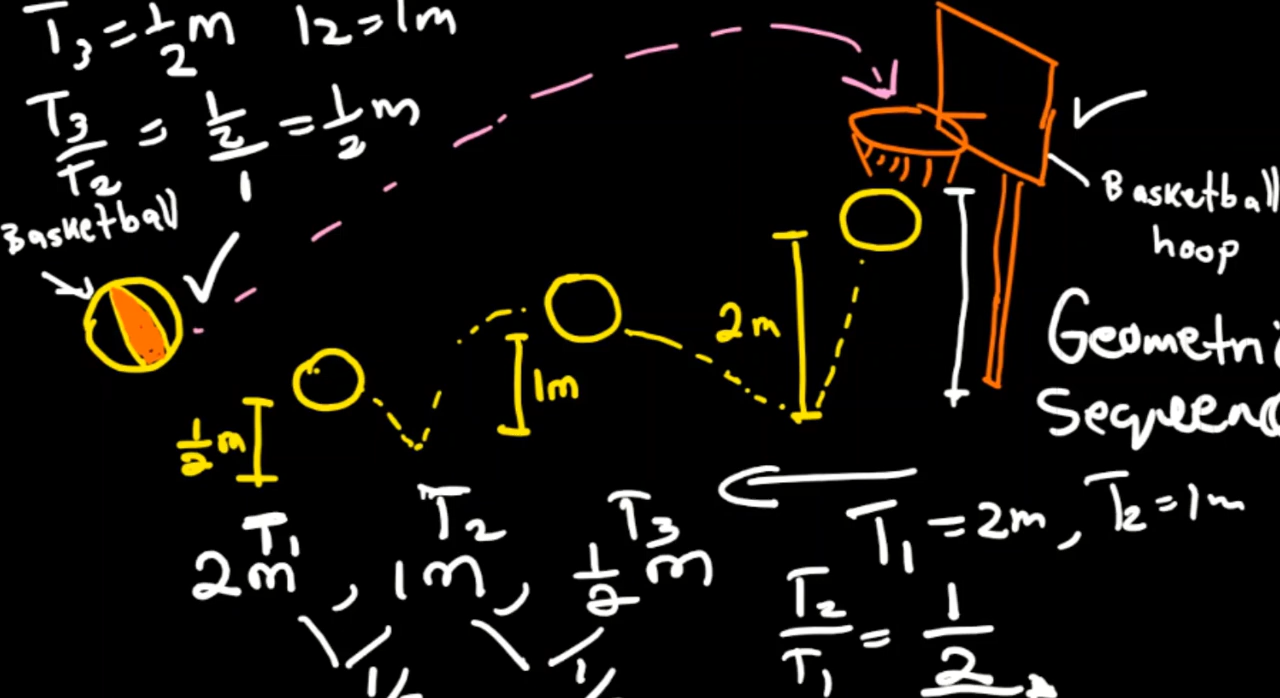 T₃ = 1/2 m T2 = 1m
T₃/T₂ = 1/2 / 1 = 1/2 m
Basketball
Basketball
hoop
2m
1m
1/2 m
Geometri
Sequenc
T₁ = 2m, T₂ = 1m
T₁ T₂ T₃
2m, 1m, 1/2 m
T₂/T₁ = 1/2